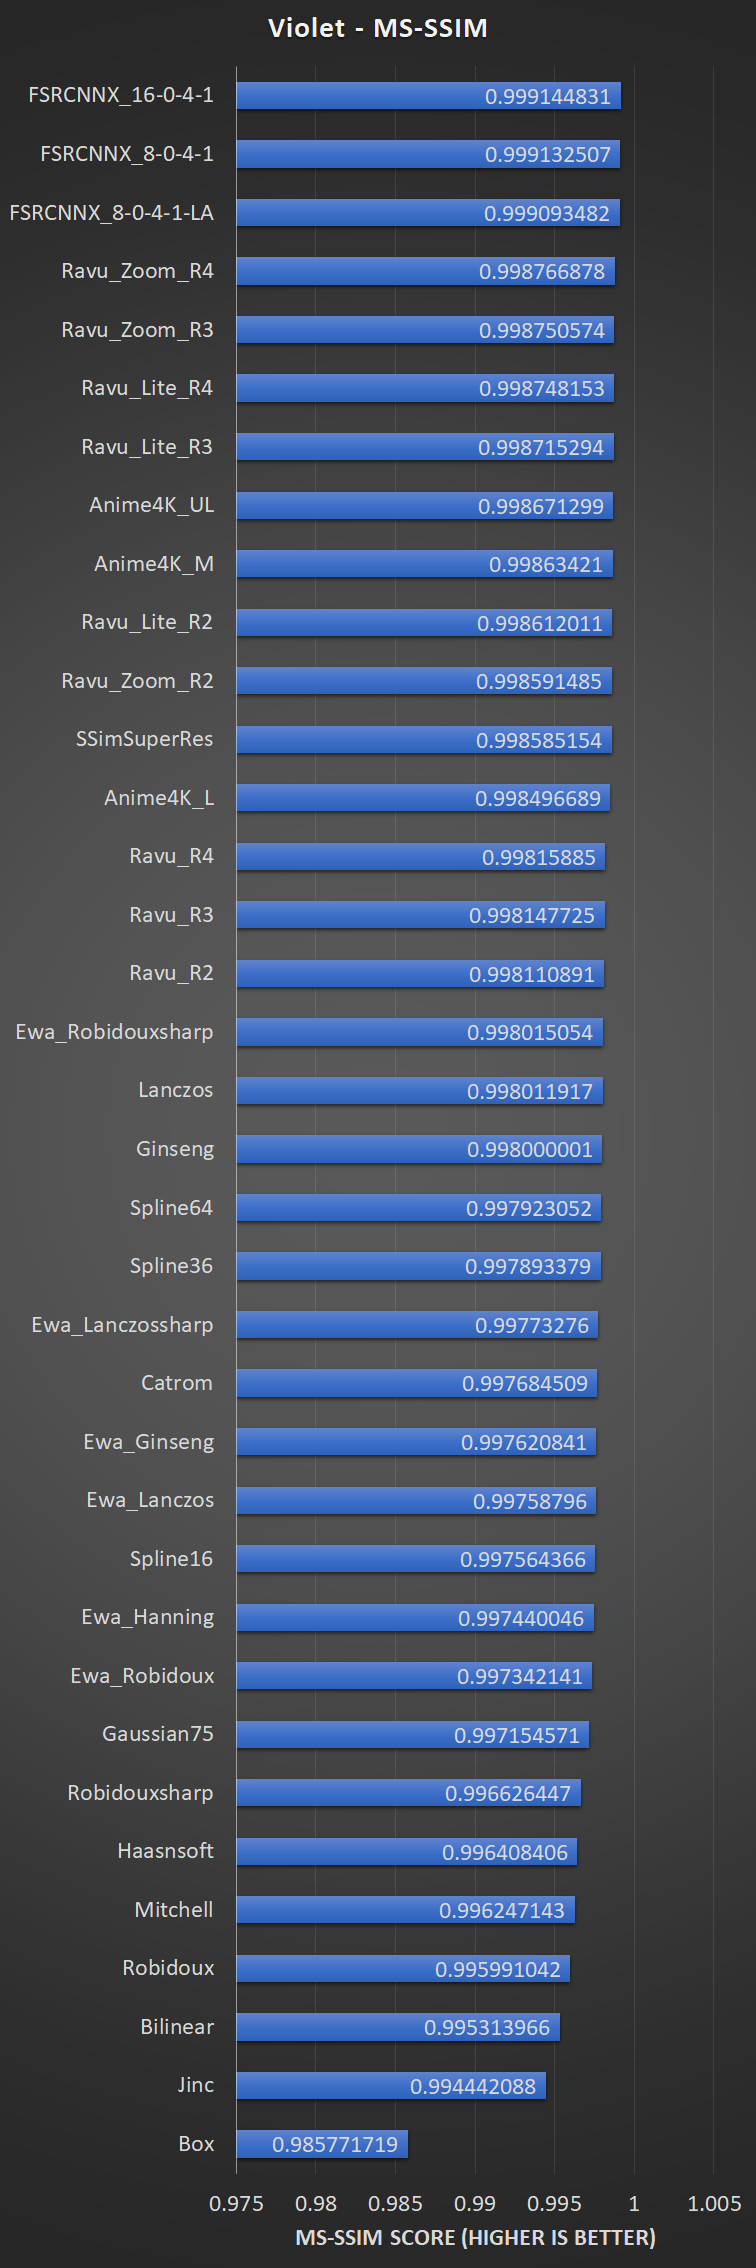 Violet - MS-SSIM
FSRCNNX_16-0-4-1 0.999144831
FSRCNNX_8-0-4-1 0.999132507
FSRCNNX_8-0-4-1-LA 0.999093482
Ravu_Zoom_R4 0.998766878
Ravu_Zoom_R3 0.998750574
Ravu_Lite_R4 0.998748153
Ravu_Lite_R3 0.998715294
Anime4K_UL 0.998671299
Anime4K_M 0.99863421
Ravu_Lite_R2 0.998612011
Ravu_Zoom_R2 0.998591485
SSimSuperRes 0.998585154
Anime4K_L 0.998496689
Ravu_R4 0.99815885
Ravu_R3 0.998147725
Ravu_R2 0.998110891
Ewa_Robidouxsharp 0.998015054
Lanczos 0.998011917
Ginseng 0.998000001
Spline64 0.997923052
Spline36 0.997893379
Ewa_Lanczossharp 0.99773276
Catrom 0.997684509
Ewa_Ginseng 0.997620841
Ewa_Lanczos 0.99758796
Spline16 0.997564366
Ewa_Hanning 0.997440046
Ewa_Robidoux 0.997342141
Gaussian75 0.997154571
Robidouxsharp 0.996626447
Haasnsoft 0.996408406
Mitchell 0.996247143
Robidoux 0.995991042
Bilinear 0.995313966
Jinc 0.994442088
Box 0.985771719
0.975 0.98 0.985 0.99 0.995 1 1.005
MS-SSIM SCORE (HIGHER IS BETTER)